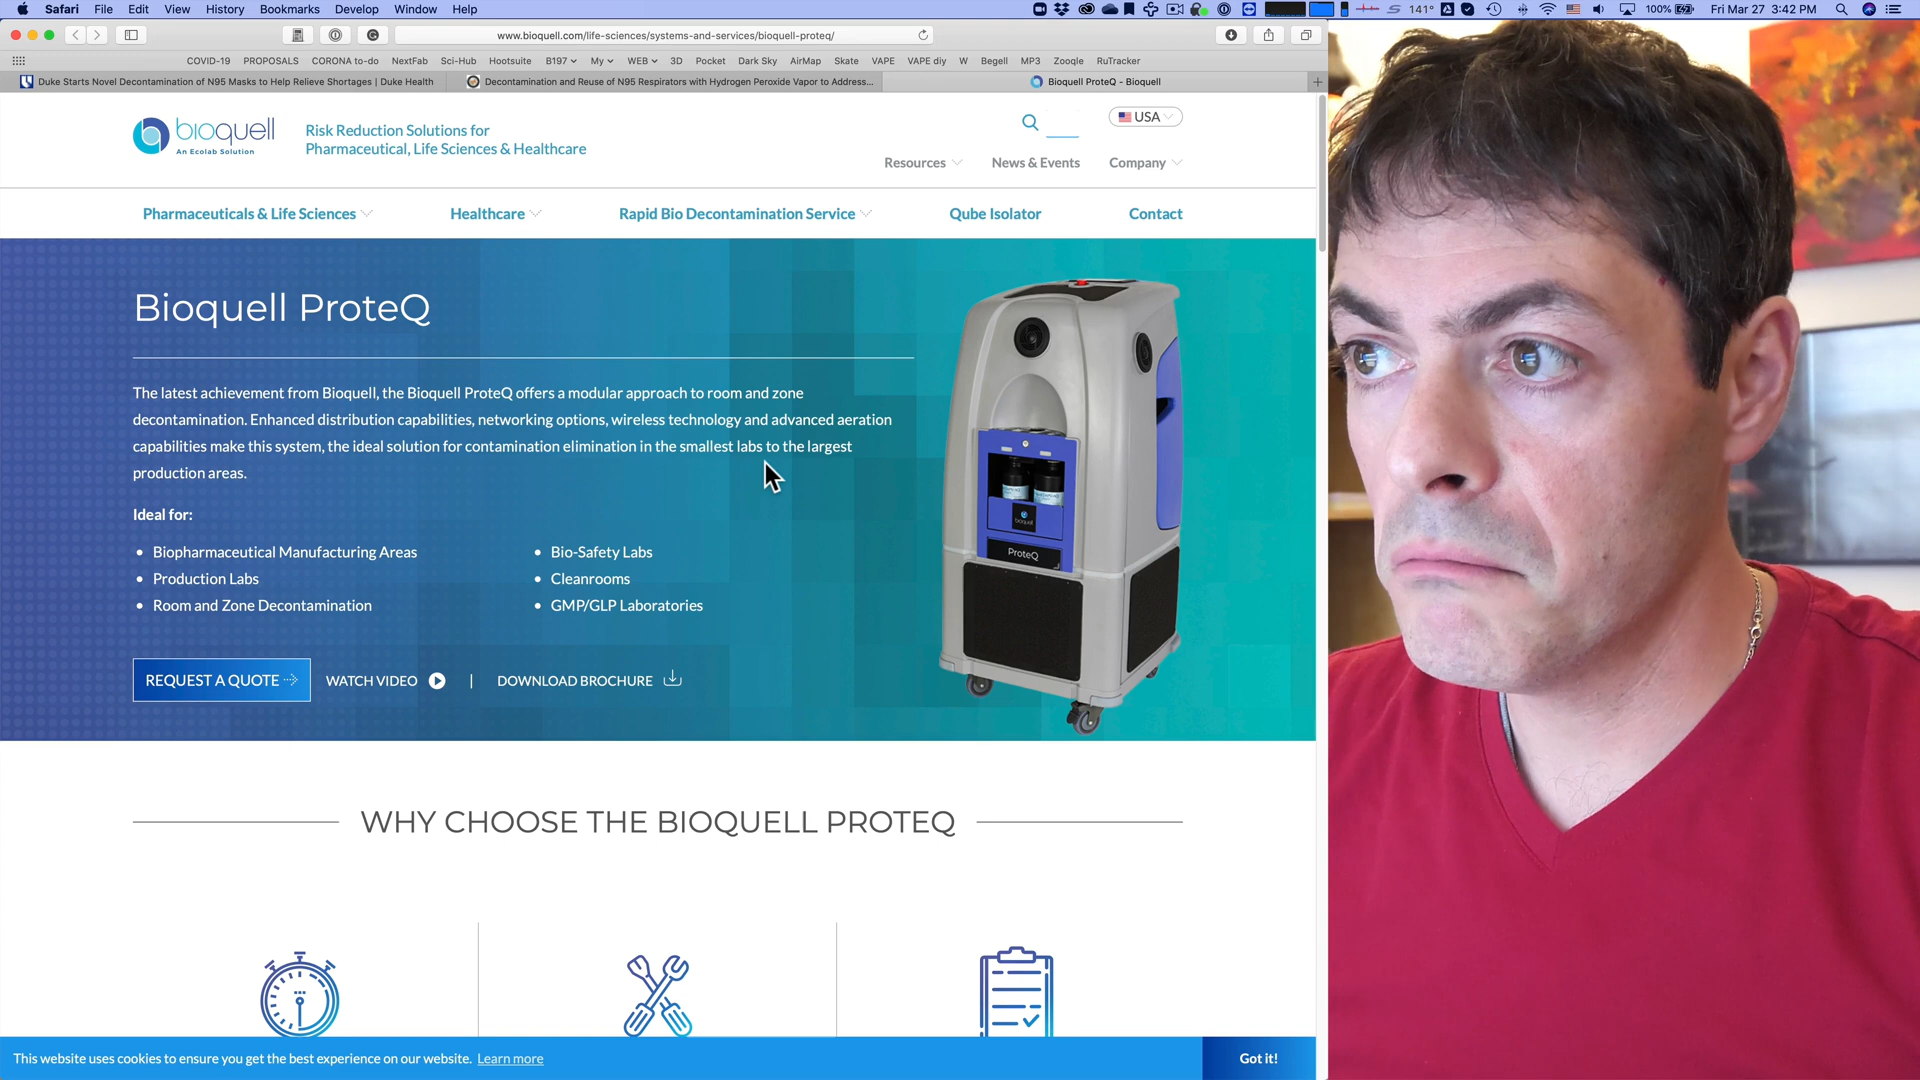 Safari File Edit View History Bookmarks Develop Window Help
141° 100% Fri Mar 27 3:42 PM
www.bioquell.com/life-sciences/systems-and-services/bioquell-proteq/
COVID-19 PROPOSALS CORONA to-do NextFab Sci-Hub Hootsuite B197 My WEB 3D Pocket Dark Sky AirMap Skate VAPE VAPE diy W Begell MP3 Zooqle RuTracker
Duke Starts Novel Decontamination of N95 Masks to Help Relieve Shortages | Duke Health
Decontamination and Reuse of N95 Respirators with Hydrogen Peroxide Vapor to Address...
Bioquell ProteQ - Bioquell
bioquell
An Ecolab Solution
Risk Reduction Solutions for
Pharmaceutical, Life Sciences & Healthcare
USA
Resources News & Events Company
Pharmaceuticals & Life Sciences Healthcare Rapid Bio Decontamination Service Qube Isolator Contact
Bioquell ProteQ
The latest achievement from Bioquell, the Bioquell ProteQ offers a modular approach to room and zone
decontamination. Enhanced distribution capabilities, networking options, wireless technology and advanced aeration
capabilities make this system, the ideal solution for contamination elimination in the smallest labs to the largest
production areas.
Ideal for:
• Biopharmaceutical Manufacturing Areas
• Production Labs
• Room and Zone Decontamination
• Bio-Safety Labs
• Cleanrooms
• GMP/GLP Laboratories
REQUEST A QUOTE WATCH VIDEO | DOWNLOAD BROCHURE
bioquell
ProteQ
WHY CHOOSE THE BIOQUELL PROTEQ
This website uses cookies to ensure you get the best experience on our website. Learn more
Got it!